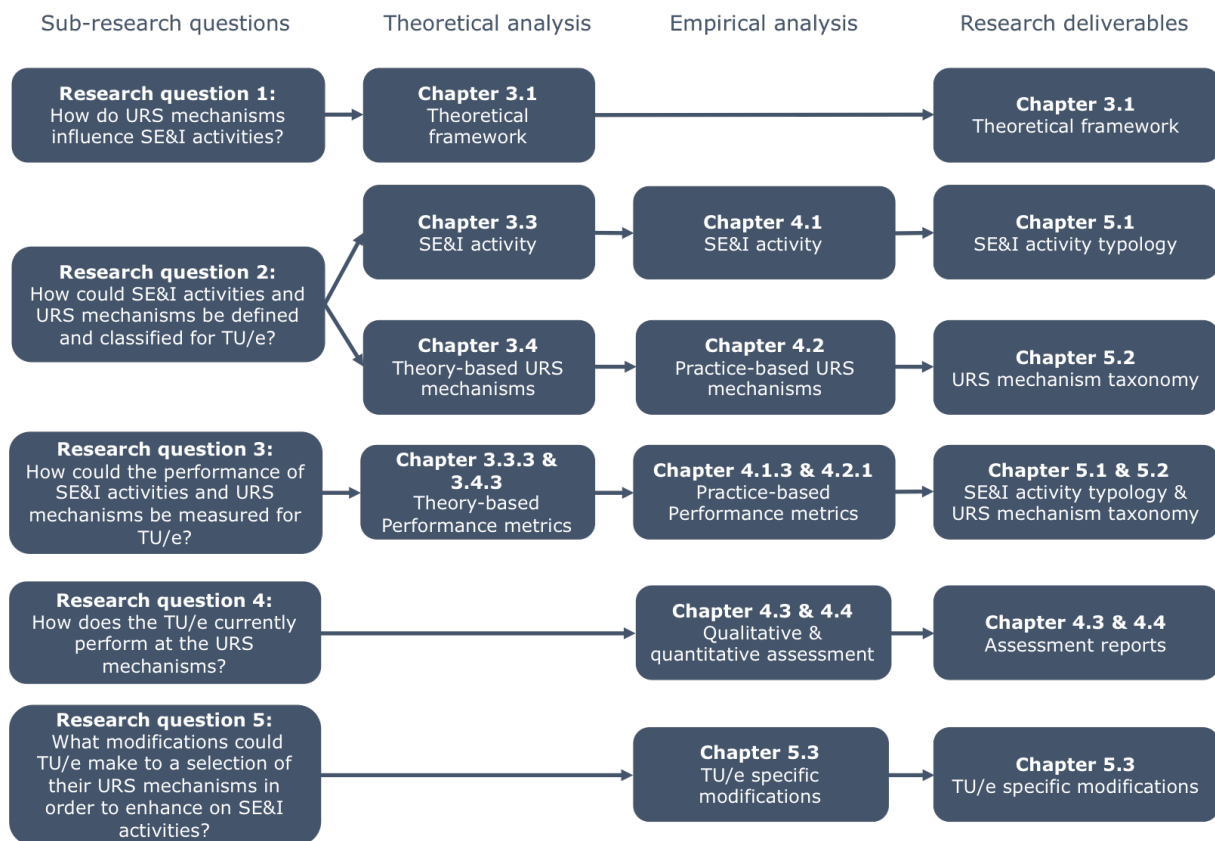 Sub-research questions
Theoretical analysis
Empirical analysis
Research deliverables
Research question 1:
How do URS mechanisms
influence SE&I activities?
Chapter 3.1
Theoretical
framework
Chapter 3.1
Theoretical framework
Research question 2:
How could SE&I activities and
URS mechanisms be defined
and classified for TU/e?
Chapter 3.3
SE&I activity
Chapter 4.1
SE&I activity
Chapter 5.1
SE&I activity typology
Chapter 3.4
Theory-based URS
mechanisms
Chapter 4.2
Practice-based URS
mechanisms
Chapter 5.2
URS mechanism taxonomy
Research question 3:
How could the performance of
SE&I activities and URS
mechanisms be measured for
TU/e?
Chapter 3.3.3 &
3.4.3
Theory-based
Performance metrics
Chapter 4.1.3 & 4.2.1
Practice-based
Performance metrics
Chapter 5.1 & 5.2
SE&I activity typology &
URS mechanism taxonomy
Research question 4:
How does the TU/e currently
perform at the URS
mechanisms?
Chapter 4.3 & 4.4
Qualitative &
quantitative assessment
Chapter 4.3 & 4.4
Assessment reports
Research question 5:
What modifications could
TU/e make to a selection of
their URS mechanisms in
order to enhance on SE&I
activities?
Chapter 5.3
TU/e specific
modifications
Chapter 5.3
TU/e specific modifications